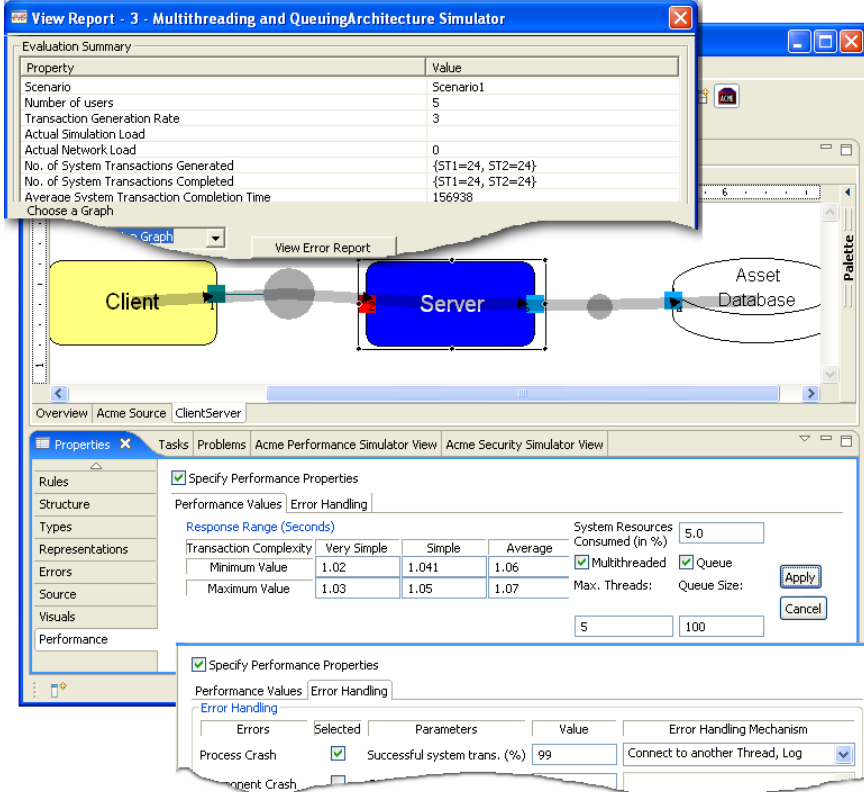 View Report - 3 - Multithreading and QueuingArchitecture Simulator
Evaluation Summary
Property Value
Scenario Scenario1
Number of users 5
Transaction Generation Rate 3
Actual Simulation Load
Actual Network Load 0
No. of System Transactions Generated {ST1=24, ST2=24}
No. of System Transactions Completed {ST1=24, ST2=24}
Average System Transaction Completion Time 156938
Choose a Graph
Graph
View Error Report
ACME
6
Palette
Client
1
2
Server
Asset
Database
Overview Acme Source ClientServer
Properties Tasks Problems Acme Performance Simulator View Acme Security Simulator View
Rules
Structure
Types
Representations
Errors
Source
Visuals
Performance
Specify Performance Properties
Performance Values Error Handling
Response Range (Seconds)
Transaction Complexity Very Simple Simple Average
Minimum Value 1.02 1.041 1.06
Maximum Value 1.03 1.05 1.07
System Resources
Consumed (in %) 5.0
Multithreaded Queue
Max. Threads: Queue Size:
5 100
Apply
Cancel
Specify Performance Properties
Performance Values Error Handling
Error Handling
Errors Selected Parameters Value Error Handling Mechanism
Process Crash Successful system trans. (%) 99 Connect to another Thread, Log
Crash